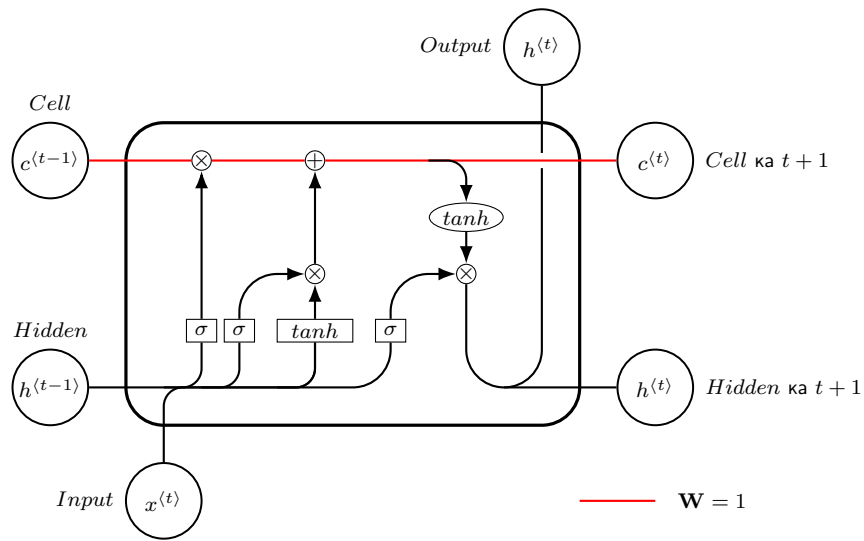 Output
h⟨t⟩
Cell
c⟨t−1⟩
×
+
c⟨t⟩
Cell ка t + 1
tanh
×
×
σ
σ
tanh
σ
Hidden
h⟨t−1⟩
h⟨t⟩
Hidden ка t + 1
Input
x⟨t⟩
W = 1